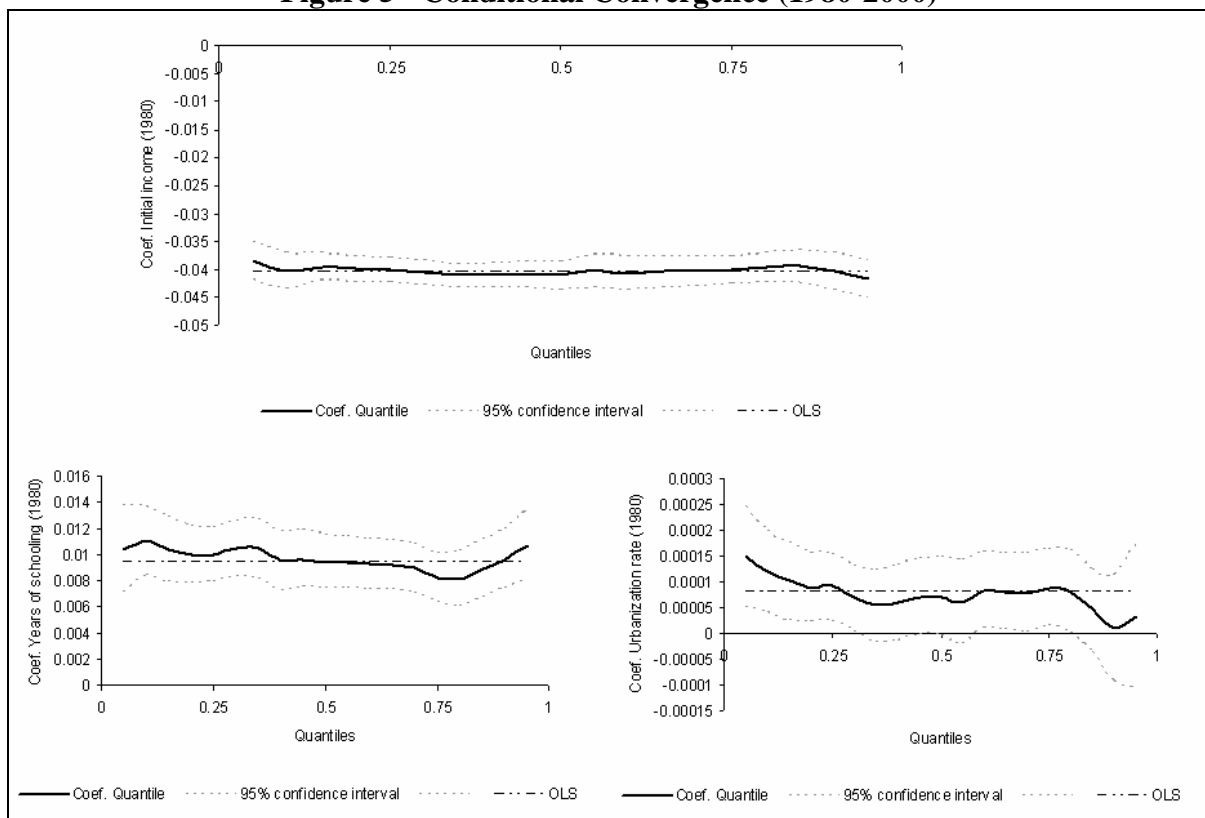 Figure 3 - Conditional Convergence (1980-2000)
0
0 0.25 0.5 0.75 1
-0.005
-0.01
-0.015
-0.02
-0.025
-0.03
-0.035
-0.04
-0.045
-0.05
Coef. Initial income (1980)
Quantiles
Coef. Quantile 95% confidence interval OLS
0.016
0.014
0.012
0.01
0.008
0.006
0.004
0.002
0
Coef. Years of schooling (1980)
0 0.25 0.5 0.75 1
Quantiles
Coef. Quantile 95% confidence interval OLS
0.0003
0.00025
0.0002
0.00015
0.0001
0.00005
0
-0.00005
-0.0001
-0.00015
Coef. Urbanization rate (1980)
0 0.25 0.5 0.75 1
Quantiles
Coef. Quantile 95% confidence interval OLS